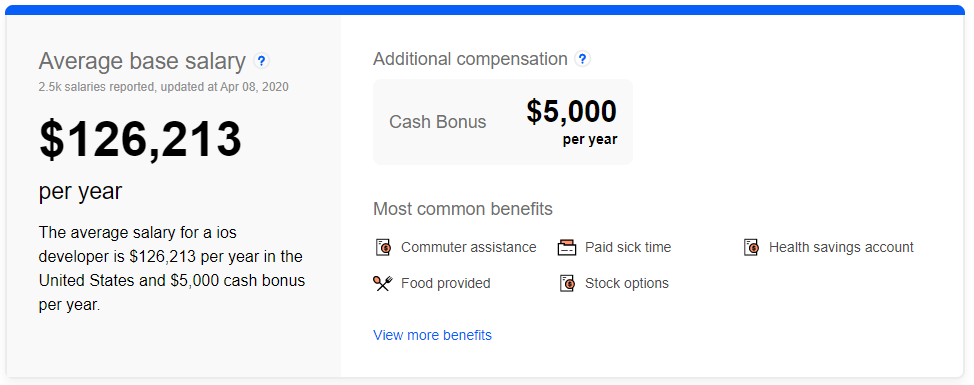 Average base salary ?
2.5k salaries reported, updated at Apr 08, 2020
$126,213
per year
The average salary for a ios
developer is $126,213 per year in the
United States and $5,000 cash bonus
per year.
Additional compensation ?
Cash Bonus $5,000
per year
Most common benefits
Commuter assistance Paid sick time Health savings account
Food provided Stock options
View more benefits